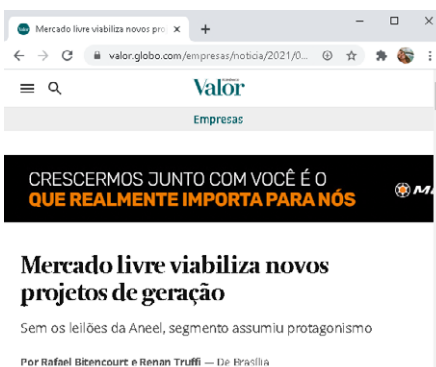 Mercado livre viabiliza novos pro
valor.globo.com/empresas/noticia/2021/0...
Valor
Empresas
CRESCERMOS JUNTO COM VOCÊ É O
QUE REALMENTE IMPORTA PARA NÓS
Mercado livre viabiliza novos
projetos de geração
Sem os leilões da Aneel, segmento assumiu protagonismo
Por Rafael Bitencourt e Renan Truffi — De Brasília